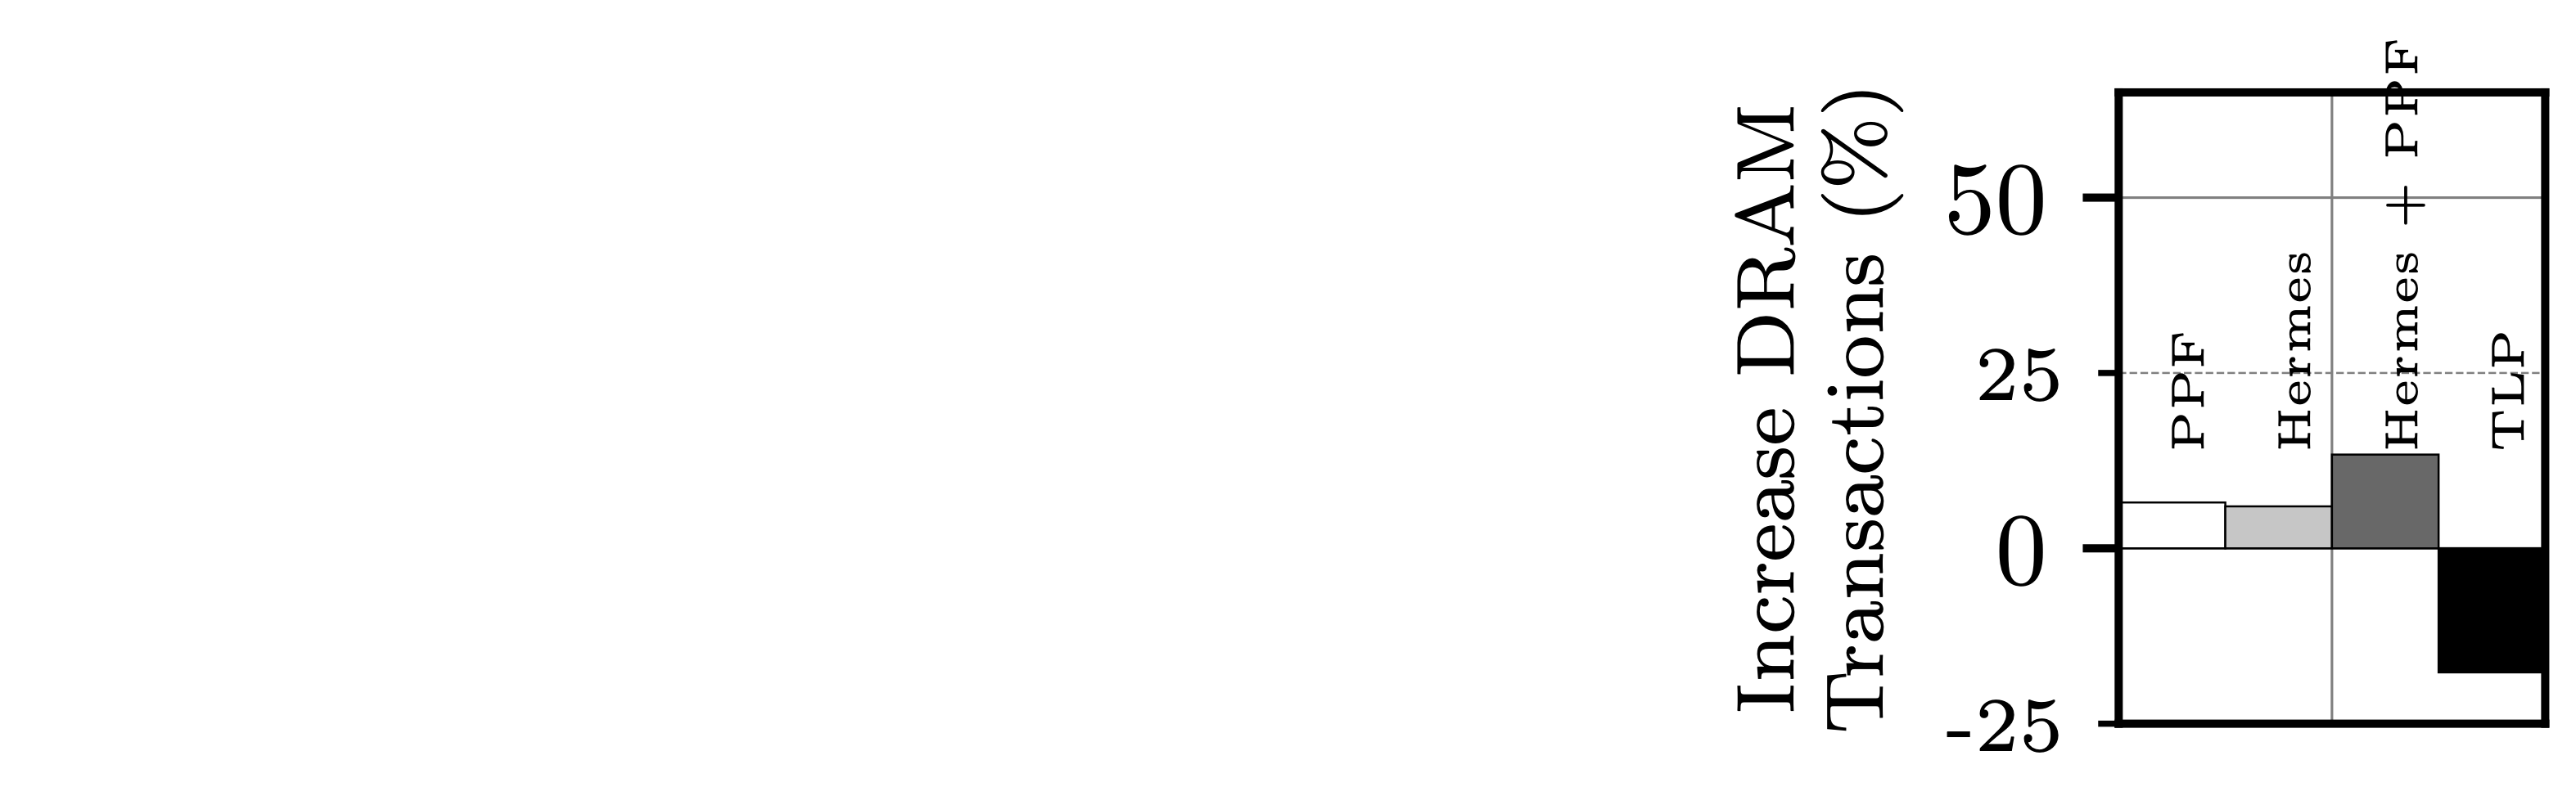 Increase DRAM
Transactions (%)
50
25
0
-25
PPF
Hermes
Hermes + PPF
TLP